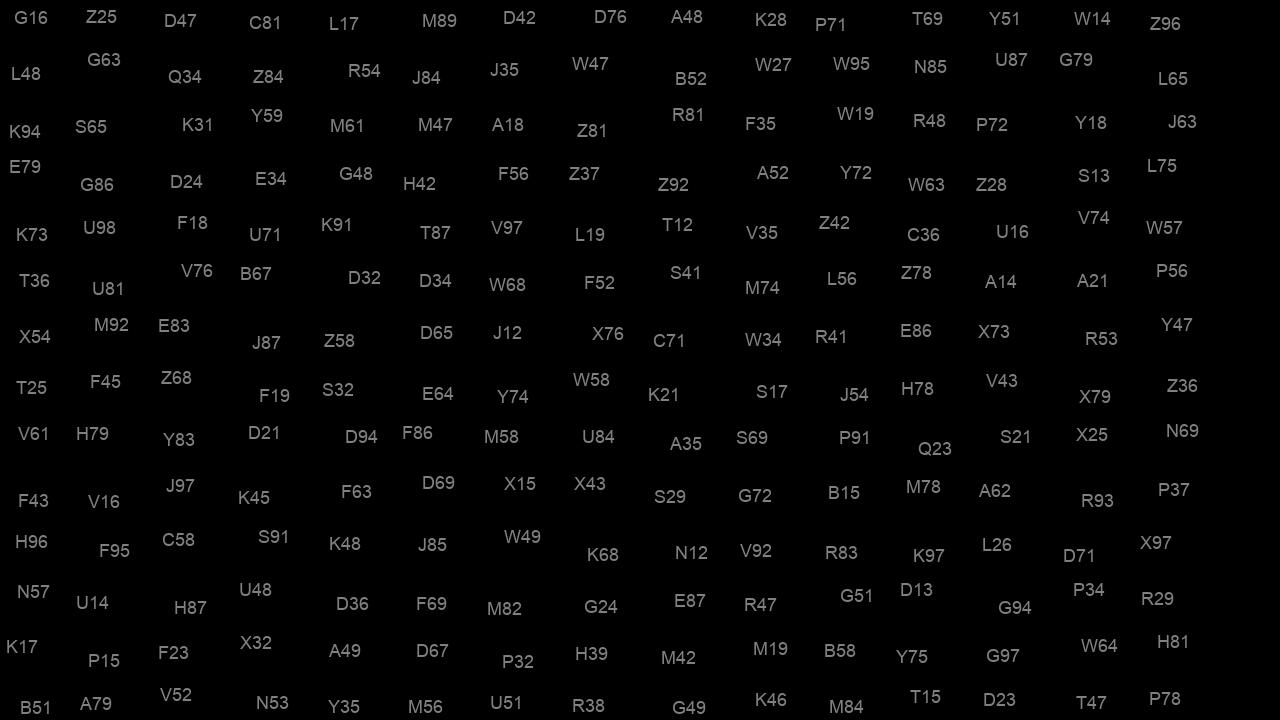 G16 Z25 D47 C81 L17 M89 D42 D76 A48 K28 P71 T69 Y51 W14 Z96
L48 G63 Q34 Z84 R54 J84 J35 W47 B52 W27 W95 N85 U87 G79 L65
K94 S65 K31 Y59 M61 M47 A18 Z81 R81 F35 W19 R48 P72 Y18 J63
E79 G86 D24 E34 G48 H42 F56 Z37 Z92 A52 Y72 W63 Z28 S13 L75
K73 U98 F18 U71 K91 T87 V97 L19 T12 V35 Z42 C36 U16 V74 W57
T36 U81 V76 B67 D32 D34 W68 F52 S41 M74 L56 Z78 A14 A21 P56
X54 M92 E83 J87 Z58 D65 J12 X76 C71 W34 R41 E86 X73 R53 Y47
T25 F45 Z68 F19 S32 E64 Y74 W58 K21 S17 J54 H78 V43 X79 Z36
V61 H79 Y83 D21 D94 F86 M58 U84 A35 S69 P91 Q23 S21 X25 N69
F43 V16 J97 K45 F63 D69 X15 X43 S29 G72 B15 M78 A62 R93 P37
H96 F95 C58 S91 K48 J85 W49 K68 N12 V92 R83 K97 L26 D71 X97
N57 U14 H87 U48 D36 F69 M82 G24 E87 R47 G51 D13 G94 P34 R29
K17 P15 F23 X32 A49 D67 P32 H39 M42 M19 B58 Y75 G97 W64 H81
B51 A79 V52 N53 Y35 M56 U51 R38 G49 K46 M84 T15 D23 T47 P78